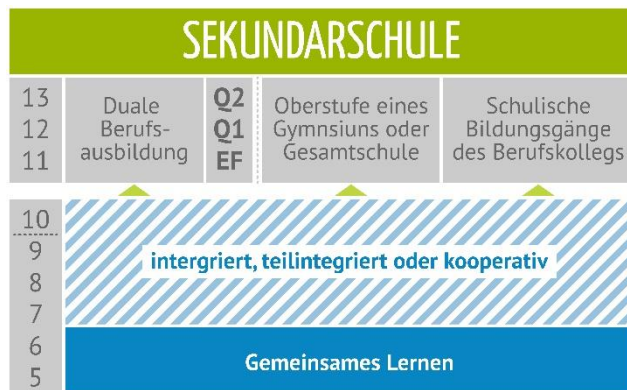 SEKUNDARSCHULE
13
12
11
Duale
Berufs-
ausbildung
Q2
Q1
EF
Oberstufe eines
Gymnsiuns oder
Gesamtschule
Schulische
Bildungsgänge
des Berufskollegs
10
9
8
7
intergriert, teilintegriert oder kooperativ
6
5
Gemeinsames Lernen